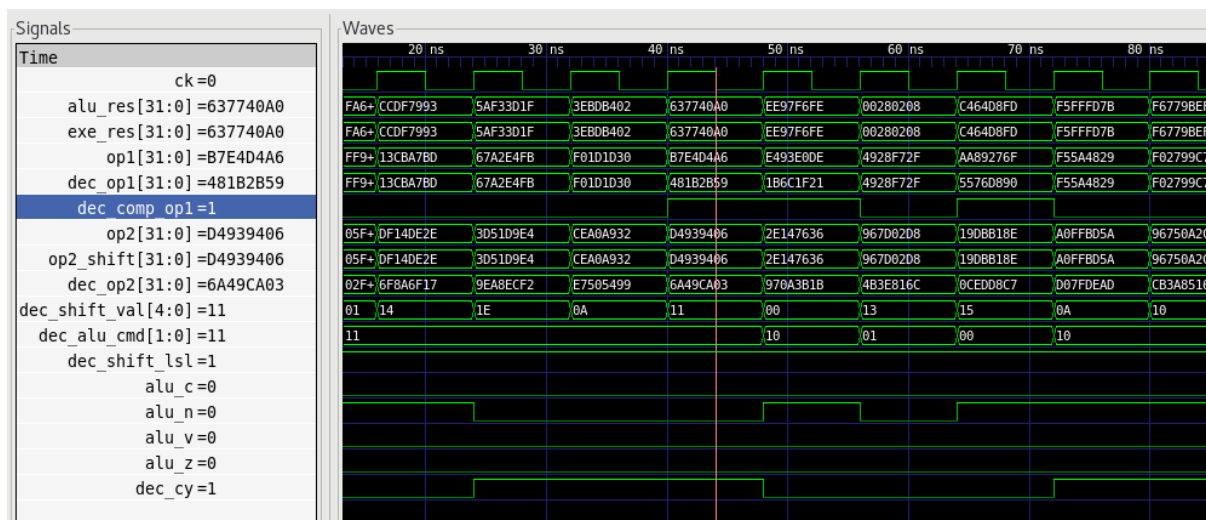 Signals
Waves
Time
20 ns 30 ns 40 ns 50 ns 60 ns 70 ns 80 ns
ck=0
alu_res[31:0]=637740A0 FA6+ CCDF7993 5AF33D1F 3EBDB402 637740A0 EE97F6FE 00280208 C464D8FD F5FFFD7B F6779BEF
exe_res[31:0]=637740A0 FA6+ CCDF7993 5AF33D1F 3EBDB402 637740A0 EE97F6FE 00280208 C464D8FD F5FFFD7B F6779BEF
op1[31:0]=B7E4D4A6 FF9+ 13CBA7BD 67A2E4FB F01D1D30 B7E4D4A6 E493E0DE 4928F72F AA89276F F55A4829 F02799C7
dec_op1[31:0]=481B2B59 FF9+ 13CBA7BD 67A2E4FB F01D1D30 481B2B59 1B6C1F21 4928F72F 5576D890 F55A4829 F02799C7
dec_comp_op1=1
op2[31:0]=D4939406 05F+ DF14DE2E 3D51D9E4 CEA0A932 D4939406 2E147636 967D02D8 19DBB18E A0FFBD5A 96750A2C
op2_shift[31:0]=D4939406 05F+ DF14DE2E 3D51D9E4 CEA0A932 D4939406 2E147636 967D02D8 19DBB18E A0FFBD5A 96750A2C
dec_op2[31:0]=6A49CA03 02F+ 6F8A6F17 9EA8ECF2 E7505499 6A49CA03 970A3B1B 4B3E816C 0CEDD8C7 D07FDEAD CB3A8516
dec_shift_val[4:0]=11 01 14 1E 0A 11 00 13 15 0A 10
dec_alu_cmd[1:0]=11 11 10 01 00 10
dec_shift_lsl=1
alu_c=0
alu_n=0
alu_v=0
alu_z=0
dec_cy=1